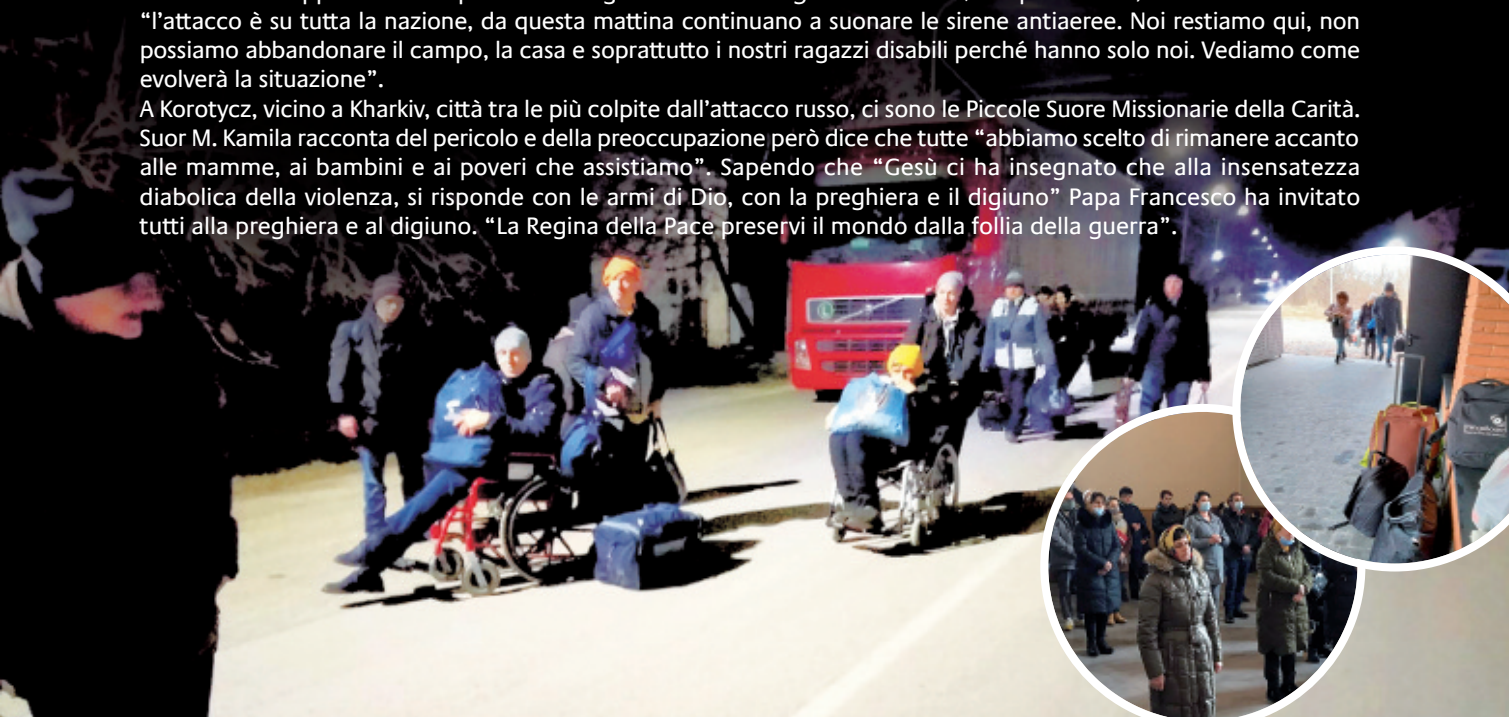 “l’attacco è su tutta la nazione, da questa mattina continuano a suonare le sirene antiaeree. Noi restiamo qui, non
possiamo abbandonare il campo, la casa e soprattutto i nostri ragazzi disabili perché hanno solo noi. Vediamo come
evolverà la situazione”.
A Korotycz, vicino a Kharkiv, città tra le più colpite dall’attacco russo, ci sono le Piccole Suore Missionarie della Carità.
Suor M. Kamila racconta del pericolo e della preoccupazione però dice che tutte “abbiamo scelto di rimanere accanto
alle mamme, ai bambini e ai poveri che assistiamo”. Sapendo che “Gesù ci ha insegnato che alla insensatezza
diabolica della violenza, si risponde con le armi di Dio, con la preghiera e il digiuno” Papa Francesco ha invitato
tutti alla preghiera e al digiuno. “La Regina della Pace preservi il mondo dalla follia della guerra”.